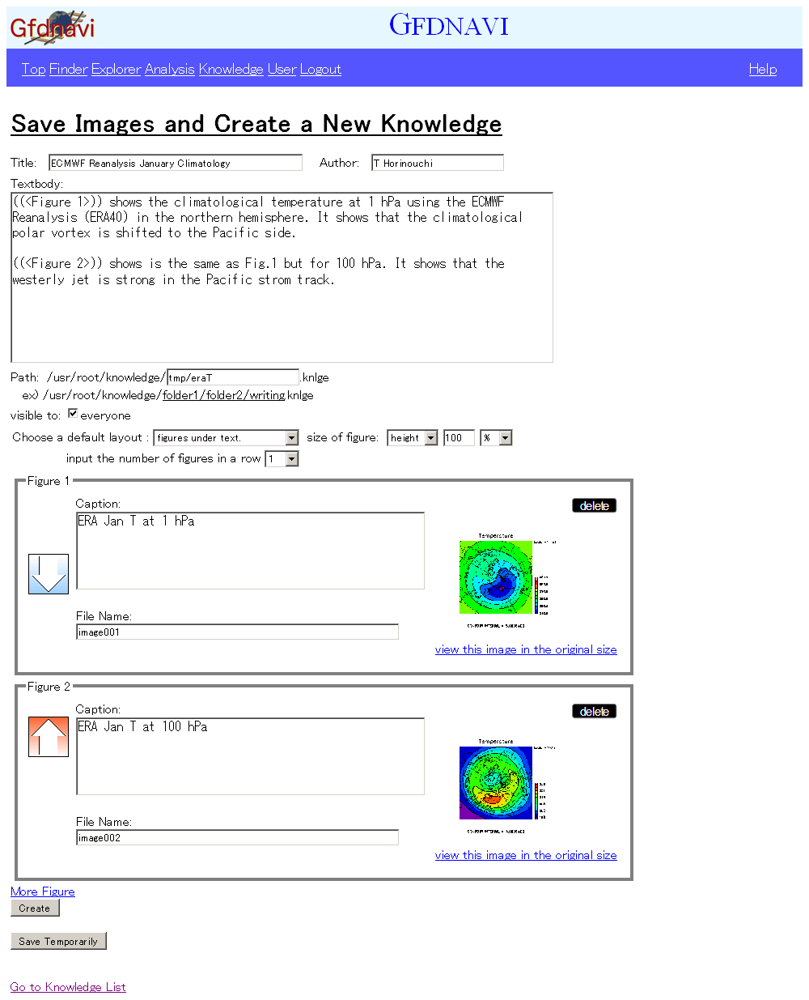 Gfdnavi
GFDNAVI
Top Finder Explorer Analysis Knowledge User Logout Help
Save Images and Create a New Knowledge
Title: ECMWF Reanalysis January Climatology Author: T Horinouchi
Textbody:
((<Figure 1>)) shows the climatological temperature at 1 hPa using the ECMWF
Reanalysis (ERA40) in the northern hemisphere. It shows that the climatological
polar vortex is shifted to the Pacific side.
((<Figure 2>)) shows is the same as Fig.1 but for 100 hPa. It shows that the
westerly jet is strong in the Pacific strom track.
Path: /usr/root/knowledge/tmp/eraT.knlge
ex) /usr/root/knowledge/folder1/folder2/writing.knlge
visible to: everyone
Choose a default layout : figures under text. size of figure: height 100 %
input the number of figures in a row 1
Figure 1
Caption:
delete
ERA Jan T at 1 hPa
Temperature
File Name:
image001
view this image in the original size
Figure 2
Caption:
delete
ERA Jan T at 100 hPa
Temperature
File Name:
image002
view this image in the original size
More Figure
Create
Save Temporarily
Go to Knowledge List